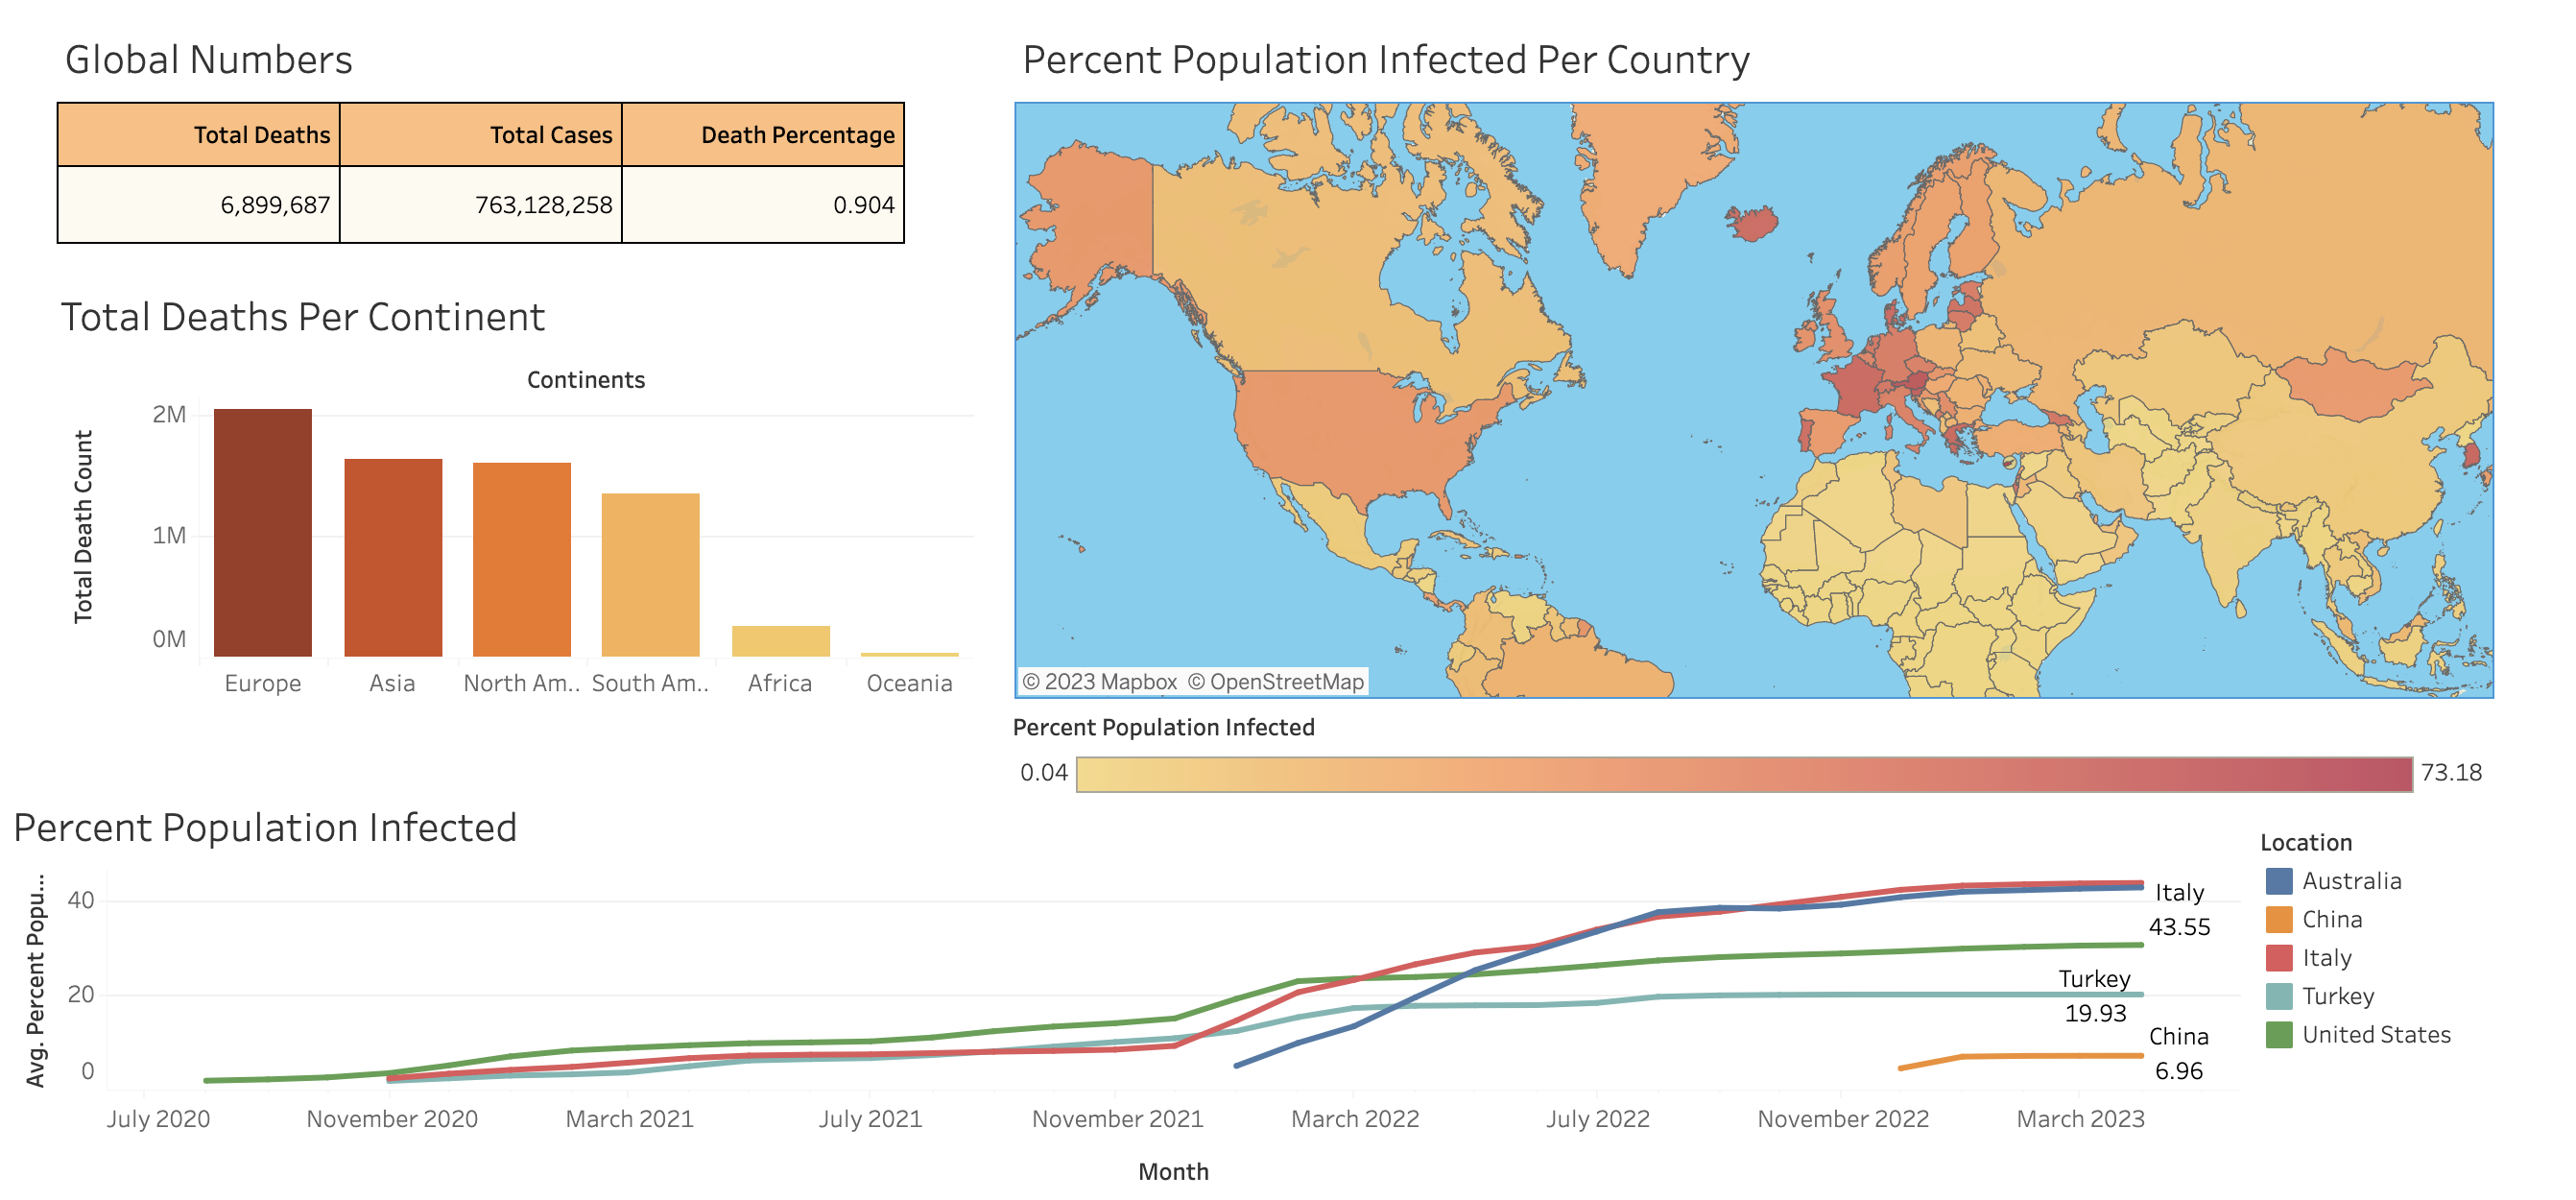 Global Numbers
Total Deaths Total Cases Death Percentage
6,899,687 763,128,258 0.904
Total Deaths Per Continent
Continents
Total Death Count
2M
1M
0M
Europe Asia North Am.. South Am.. Africa Oceania
Percent Population Infected Per Country
© 2023 Mapbox © OpenStreetMap
Percent Population Infected
0.04 73.18
Percent Population Infected
Avg. Percent Popu...
40
20
0
Italy
43.55
Turkey
19.93
China
6.96
July 2020 November 2020 March 2021 July 2021 November 2021 March 2022 July 2022 November 2022 March 2023
Month
Location
Australia
China
Italy
Turkey
United States